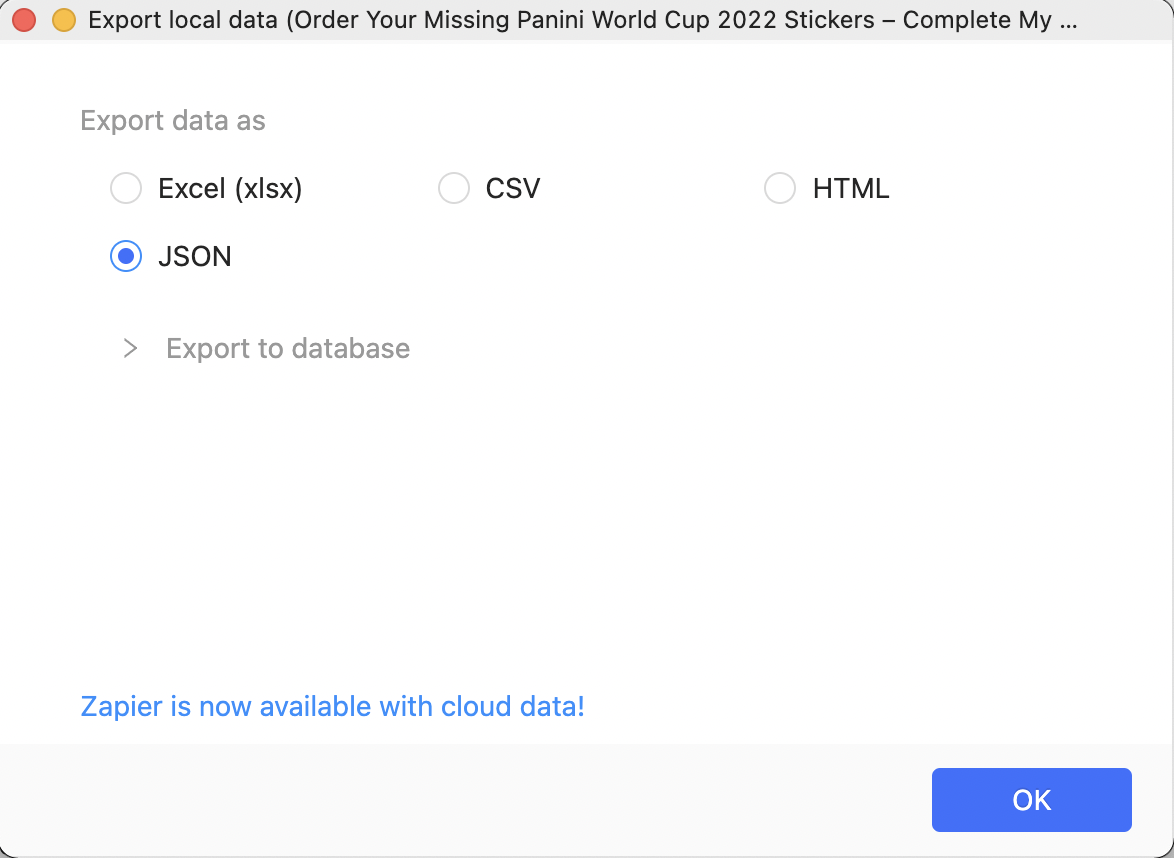 Export local data (Order Your Missing Panini World Cup 2022 Stickers – Complete My ...
Export data as
Excel (xlsx) CSV HTML
JSON
> Export to database
Zapier is now available with cloud data!
OK